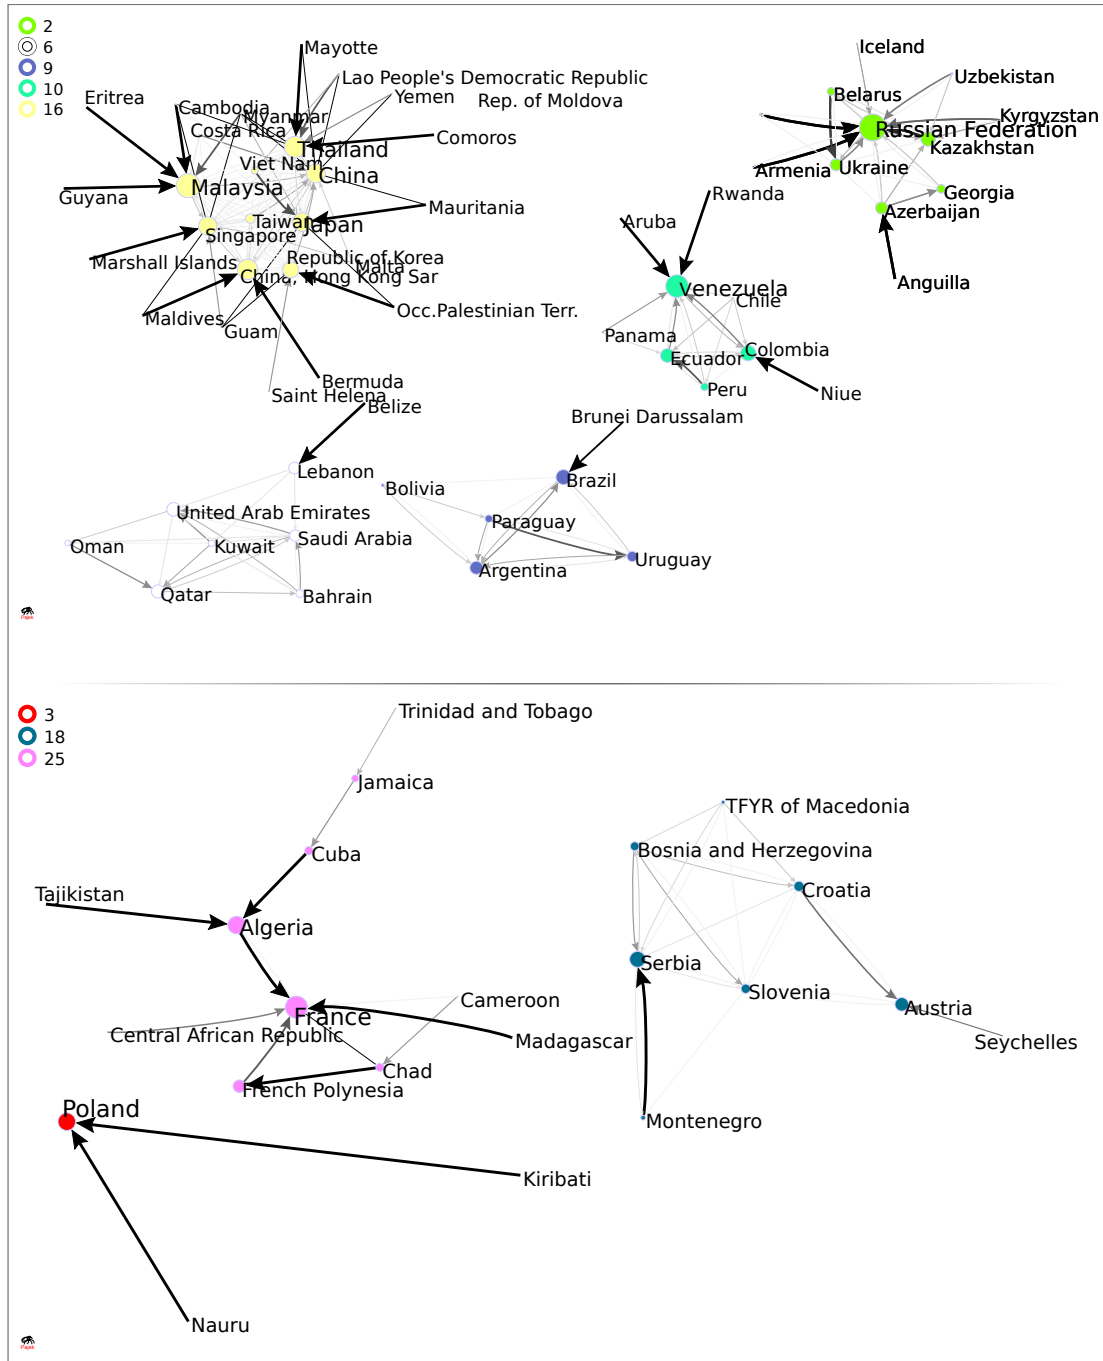 2
6
9
10
16
Mayotte
Iceland
Lao People's Democratic Republic
Uzbekistan
Eritrea
Yemen
Rep. of Moldova
Belarus
Cambodia
Myanmar
Kyrgyzstan
Costa Rica
Russian Federation
Comoros
Thailand
Kazakhstan
Viet Nam
China
Armenia
Ukraine
Malaysia
Georgia
Guyana
Rwanda
Mauritania
Azerbaijan
Taiwan
Japan
Aruba
Singapore
Republic of Korea
Marshall Islands
Malta
China, Hong Kong Sar
Anguilla
Venezuela
Chile
Occ.Palestinian Terr.
Maldives
Guam
Panama
Ecuador
Colombia
Bermuda
Peru
Niue
Saint Helena
Belize
Brunei Darussalam
Lebanon
Bolivia
Brazil
United Arab Emirates
Paraguay
Oman
Kuwait
Saudi Arabia
Uruguay
Argentina
Qatar
Bahrain
Pajek
3
18
25
Trinidad and Tobago
Jamaica
TFYR of Macedonia
Cuba
Bosnia and Herzegovina
Tajikistan
Croatia
Algeria
Serbia
Slovenia
Cameroon
Austria
France
Central African Republic
Madagascar
Seychelles
Chad
French Polynesia
Poland
Montenegro
Kiribati
Nauru
Pajek